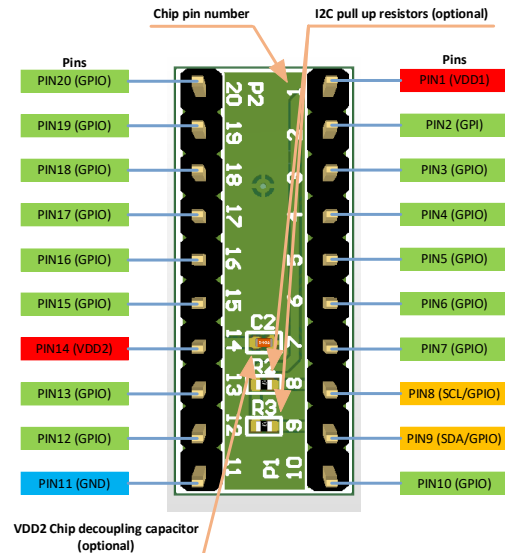 Chip pin number
I2C pull up resistors (optional)
Pins
Pins
PIN20 (GPIO)
PIN19 (GPIO)
PIN18 (GPIO)
PIN17 (GPIO)
PIN16 (GPIO)
PIN15 (GPIO)
PIN14 (VDD2)
PIN13 (GPIO)
PIN12 (GPIO)
PIN11 (GND)
P2
20
19
18
17
16
15
14
13
12
11
C2
R3
P1
1
2
3
4
5
6
7
8
9
10
PIN1 (VDD1)
PIN2 (GPI)
PIN3 (GPIO)
PIN4 (GPIO)
PIN5 (GPIO)
PIN6 (GPIO)
PIN7 (GPIO)
PIN8 (SCL/GPIO)
PIN9 (SDA/GPIO)
PIN10 (GPIO)
VDD2 Chip decoupling capacitor
(optional)